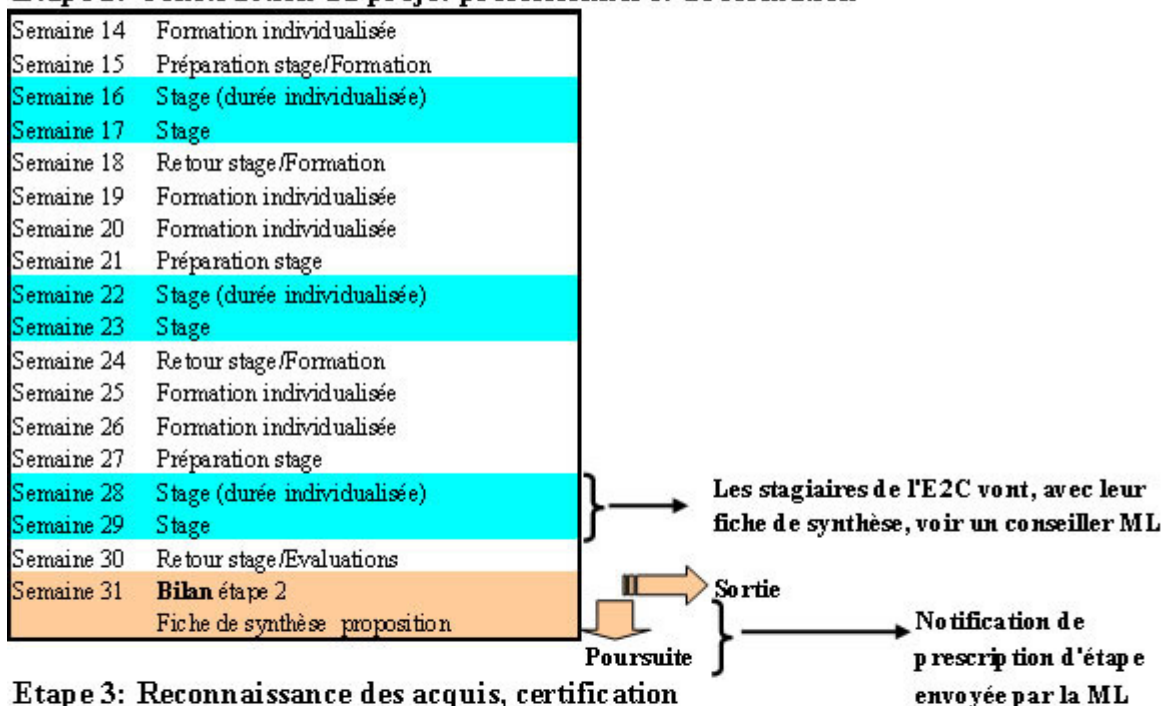 Semaine 14 Formation individualisée
Semaine 15 Préparation stage/Formation
Semaine 16 Stage (durée individualisée)
Semaine 17 Stage
Semaine 18 Retour stage/Formation
Semaine 19 Formation individualisée
Semaine 20 Formation individualisée
Semaine 21 Préparation stage
Semaine 22 Stage (durée individualisée)
Semaine 23 Stage
Semaine 24 Retour stage/Formation
Semaine 25 Formation individualisée
Semaine 26 Formation individualisée
Semaine 27 Préparation stage
Semaine 28 Stage (durée individualisée)
Semaine 29 Stage
Les stagiaires de l'E2C vont, avec leur
fiche de synthèse, voir un conseiller ML
Semaine 30 Retour stage/Evaluations
Semaine 31 Bilan étape 2
Fiche de synthèse proposition
Sortie
Poursuite
Notification de
prescription d'étape
envoyée par la ML
Etape 3: Reconnaissance des acquis, certification